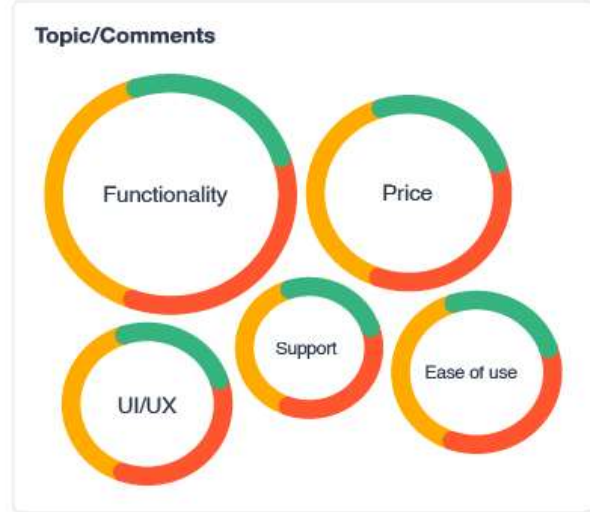 Topic/Comments
Functionality
Price
Support
Ease of use
UI/UX